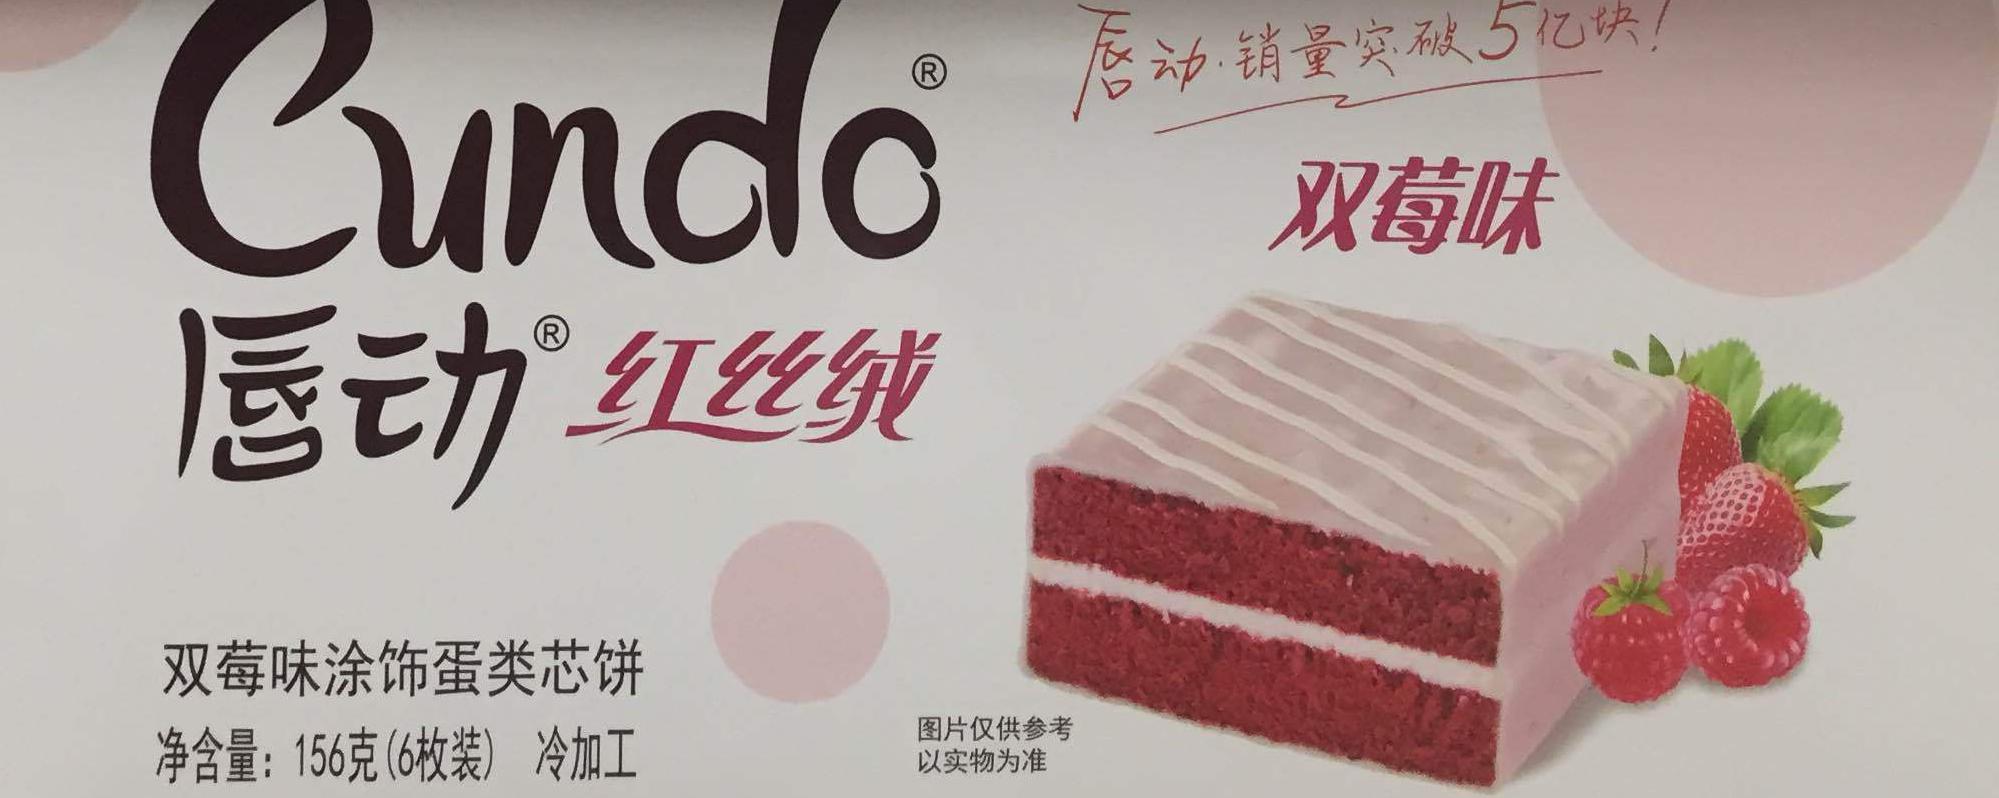 Cundo®
唇动·销量突破5亿块!
双莓味
唇动® 红丝绒
双莓味涂饰蛋类芯饼
净含量：156克(6枚装) 冷加工
图片仅供参考
以实物为准